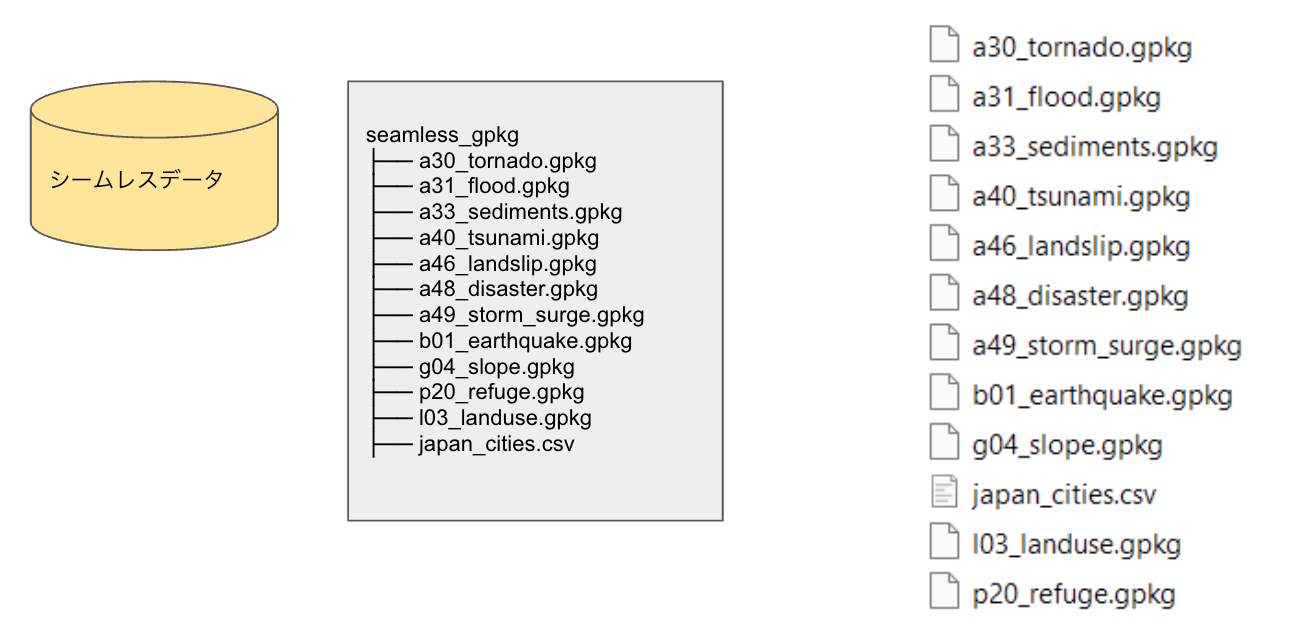 シームレスデータ
seamless_gpkg
a30_tornado.gpkg
a31_flood.gpkg
a33_sediments.gpkg
a40_tsunami.gpkg
a46_landslip.gpkg
a48_disaster.gpkg
a49_storm_surge.gpkg
b01_earthquake.gpkg
g04_slope.gpkg
p20_refuge.gpkg
l03_landuse.gpkg
japan_cities.csv
a30_tornado.gpkg
a31_flood.gpkg
a33_sediments.gpkg
a40_tsunami.gpkg
a46_landslip.gpkg
a48_disaster.gpkg
a49_storm_surge.gpkg
b01_earthquake.gpkg
g04_slope.gpkg
japan_cities.csv
l03_landuse.gpkg
p20_refuge.gpkg